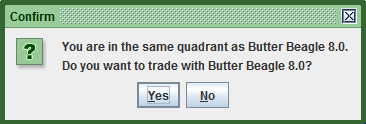 Confirm
?
You are in the same quadrant as Butter Beagle 8.0.
Do you want to trade with Butter Beagle 8.0?
Yes No